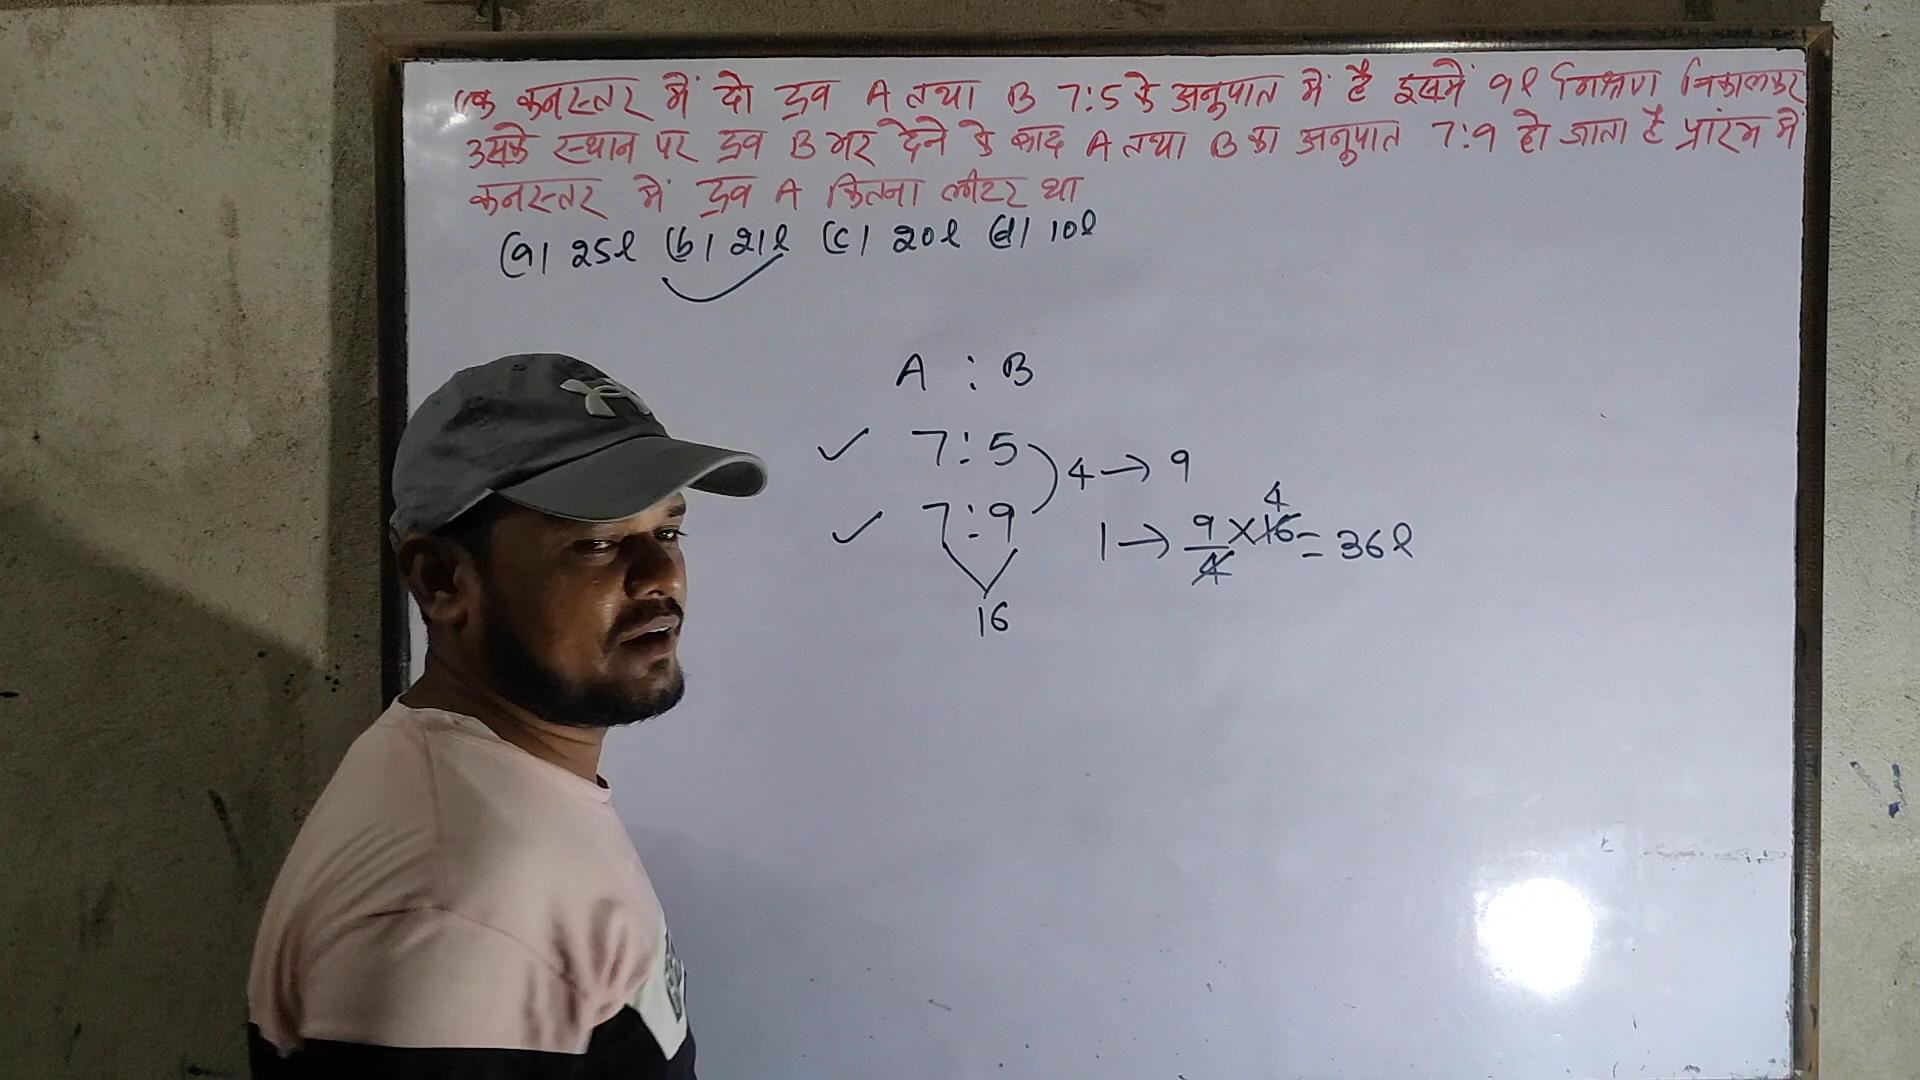 एक कनस्तर में दो द्रव A तथा B 7:5 के अनुपात में है इसमें 9l मिश्रण निकालकर
उसके स्थान पर द्रव B भर देने के बाद A तथा B का अनुपात 7:9 हो जाता है प्रारंभ में
कनस्तर में द्रव A कितना लीटर था
(a) 25l (b) 21l (c) 20l (d) 10l
A : B
7:5
4 → 9
7:9
1 → 9/4 × 16 = 36l
4
16